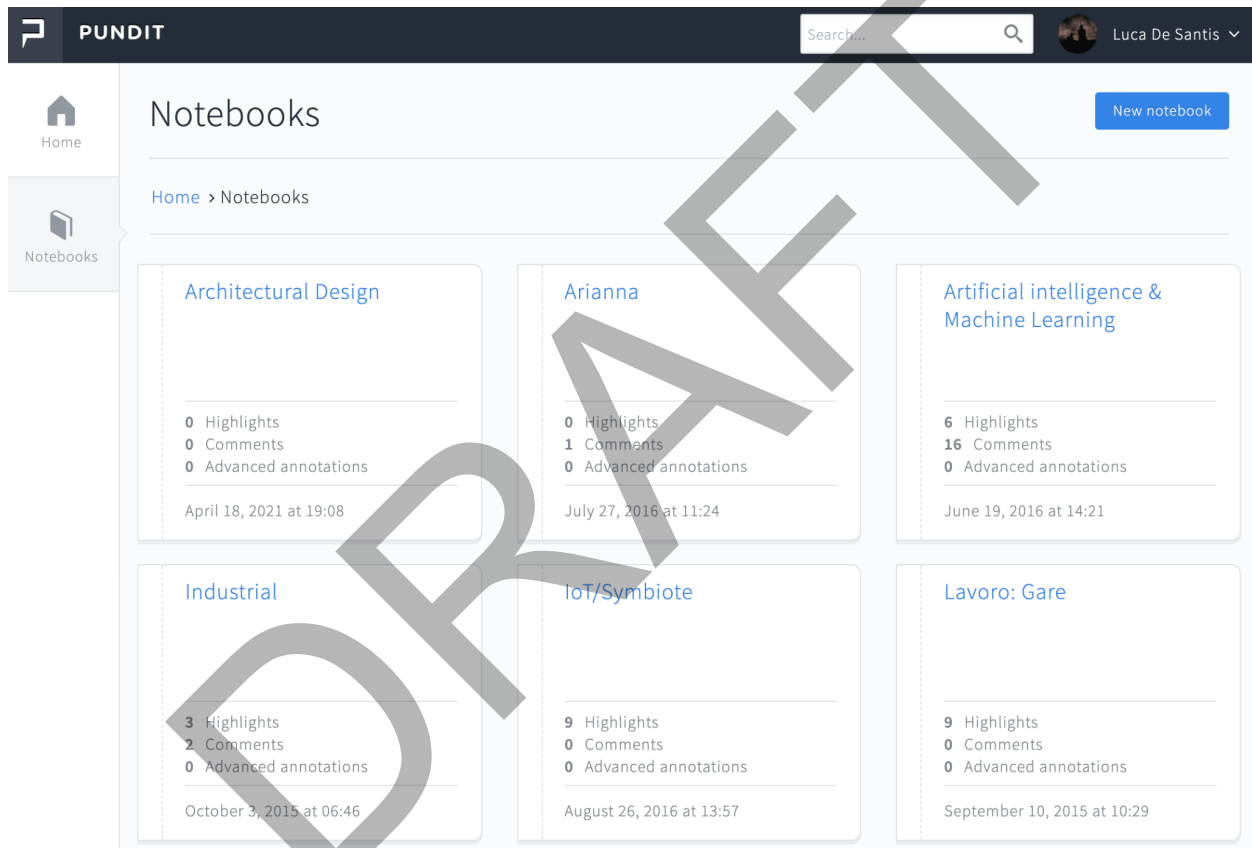 PUNDIT
Search...
Luca De Santis
Home
Notebooks
Notebooks
New notebook
Home > Notebooks
Architectural Design
0 Highlights
0 Comments
0 Advanced annotations
April 18, 2021 at 19:08
Arianna
0 Highlights
1 Comments
0 Advanced annotations
July 27, 2016 at 11:24
Artificial intelligence &
Machine Learning
6 Highlights
16 Comments
0 Advanced annotations
June 19, 2016 at 14:21
Industrial
3 Highlights
2 Comments
0 Advanced annotations
October 3, 2015 at 06:46
IoT/Symbiote
9 Highlights
0 Comments
0 Advanced annotations
August 26, 2016 at 13:57
Lavoro: Gare
9 Highlights
0 Comments
0 Advanced annotations
September 10, 2015 at 10:29
DRAFT